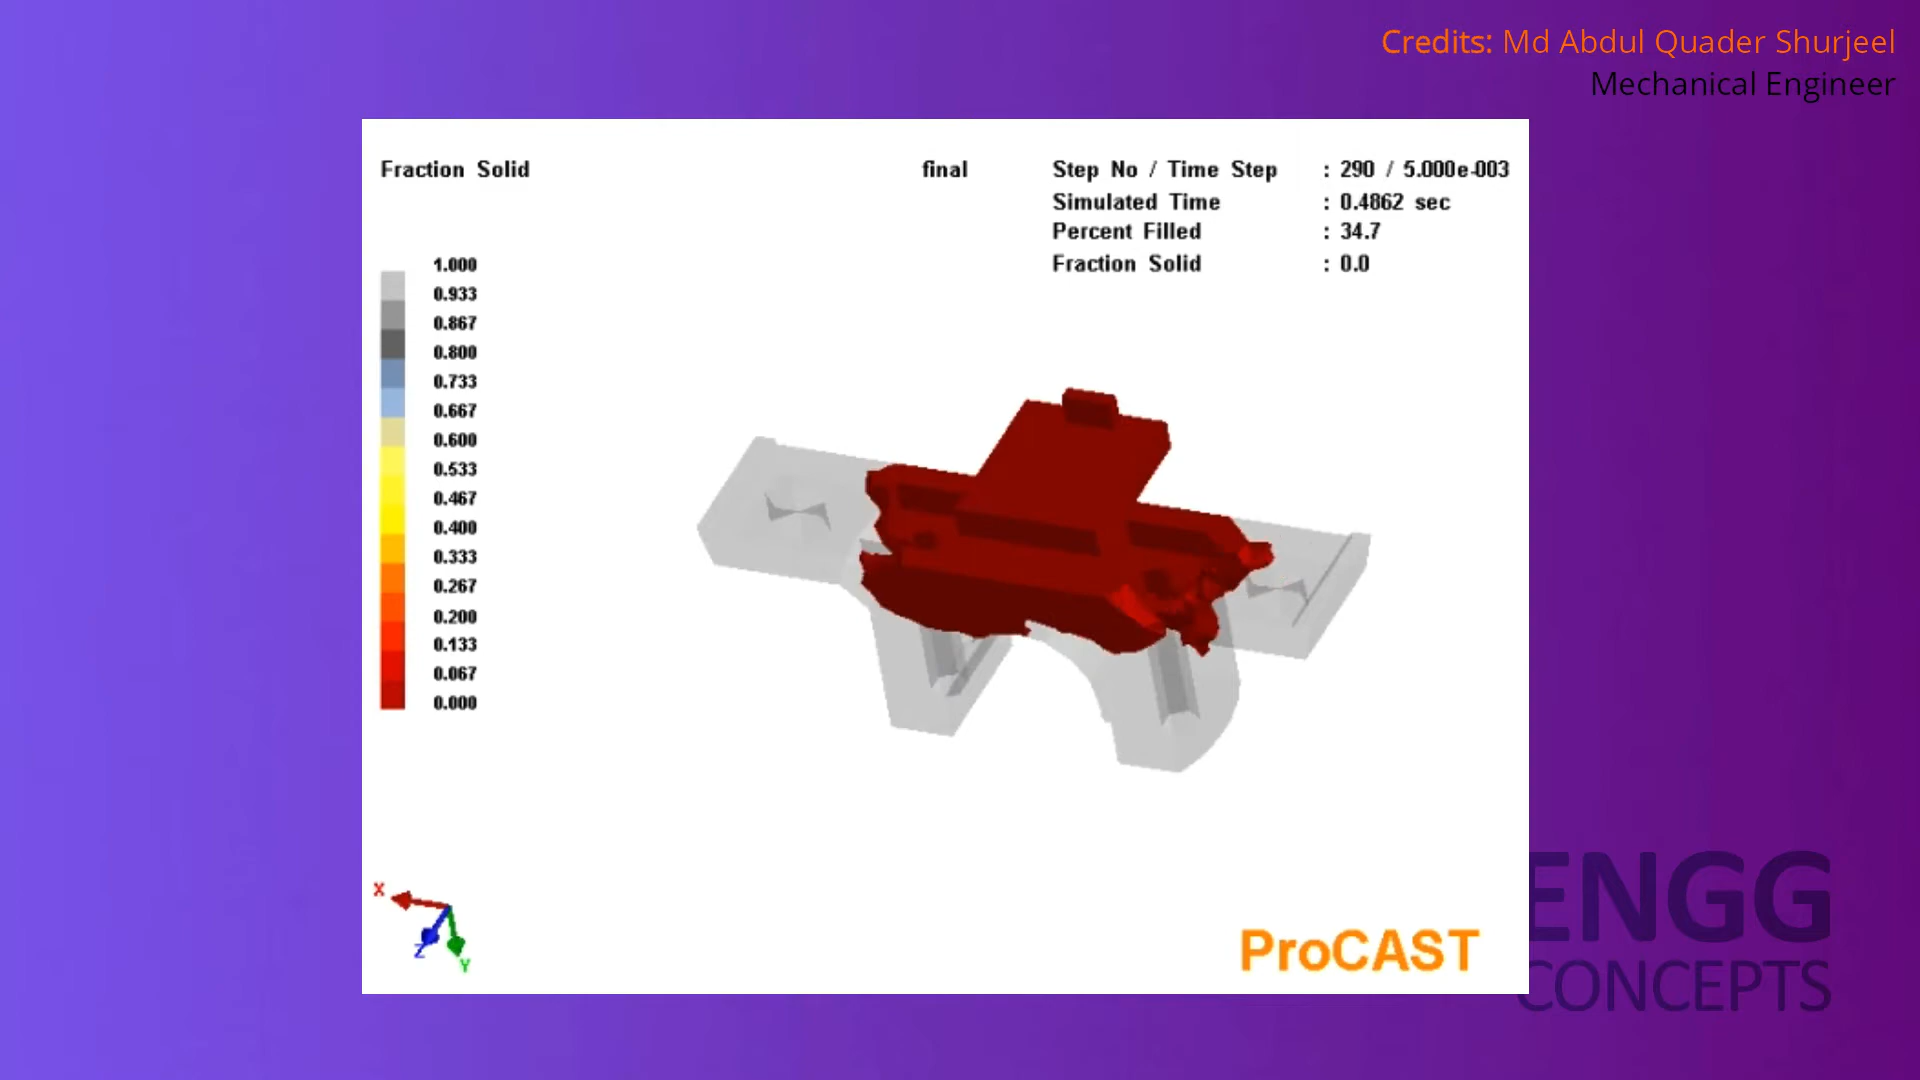 Credits: Md Abdul Quader Shurjeel
Mechanical Engineer
Fraction Solid
final
Step No / Time Step : 290 / 5.000e-003
Simulated Time : 0.4862 sec
Percent Filled : 34.7
Fraction Solid : 0.0
1.000
0.933
0.867
0.800
0.733
0.667
0.600
0.533
0.467
0.400
0.333
0.267
0.200
0.133
0.067
0.000
X
Z
Y
ProCAST
ENGG
CONCEPTS